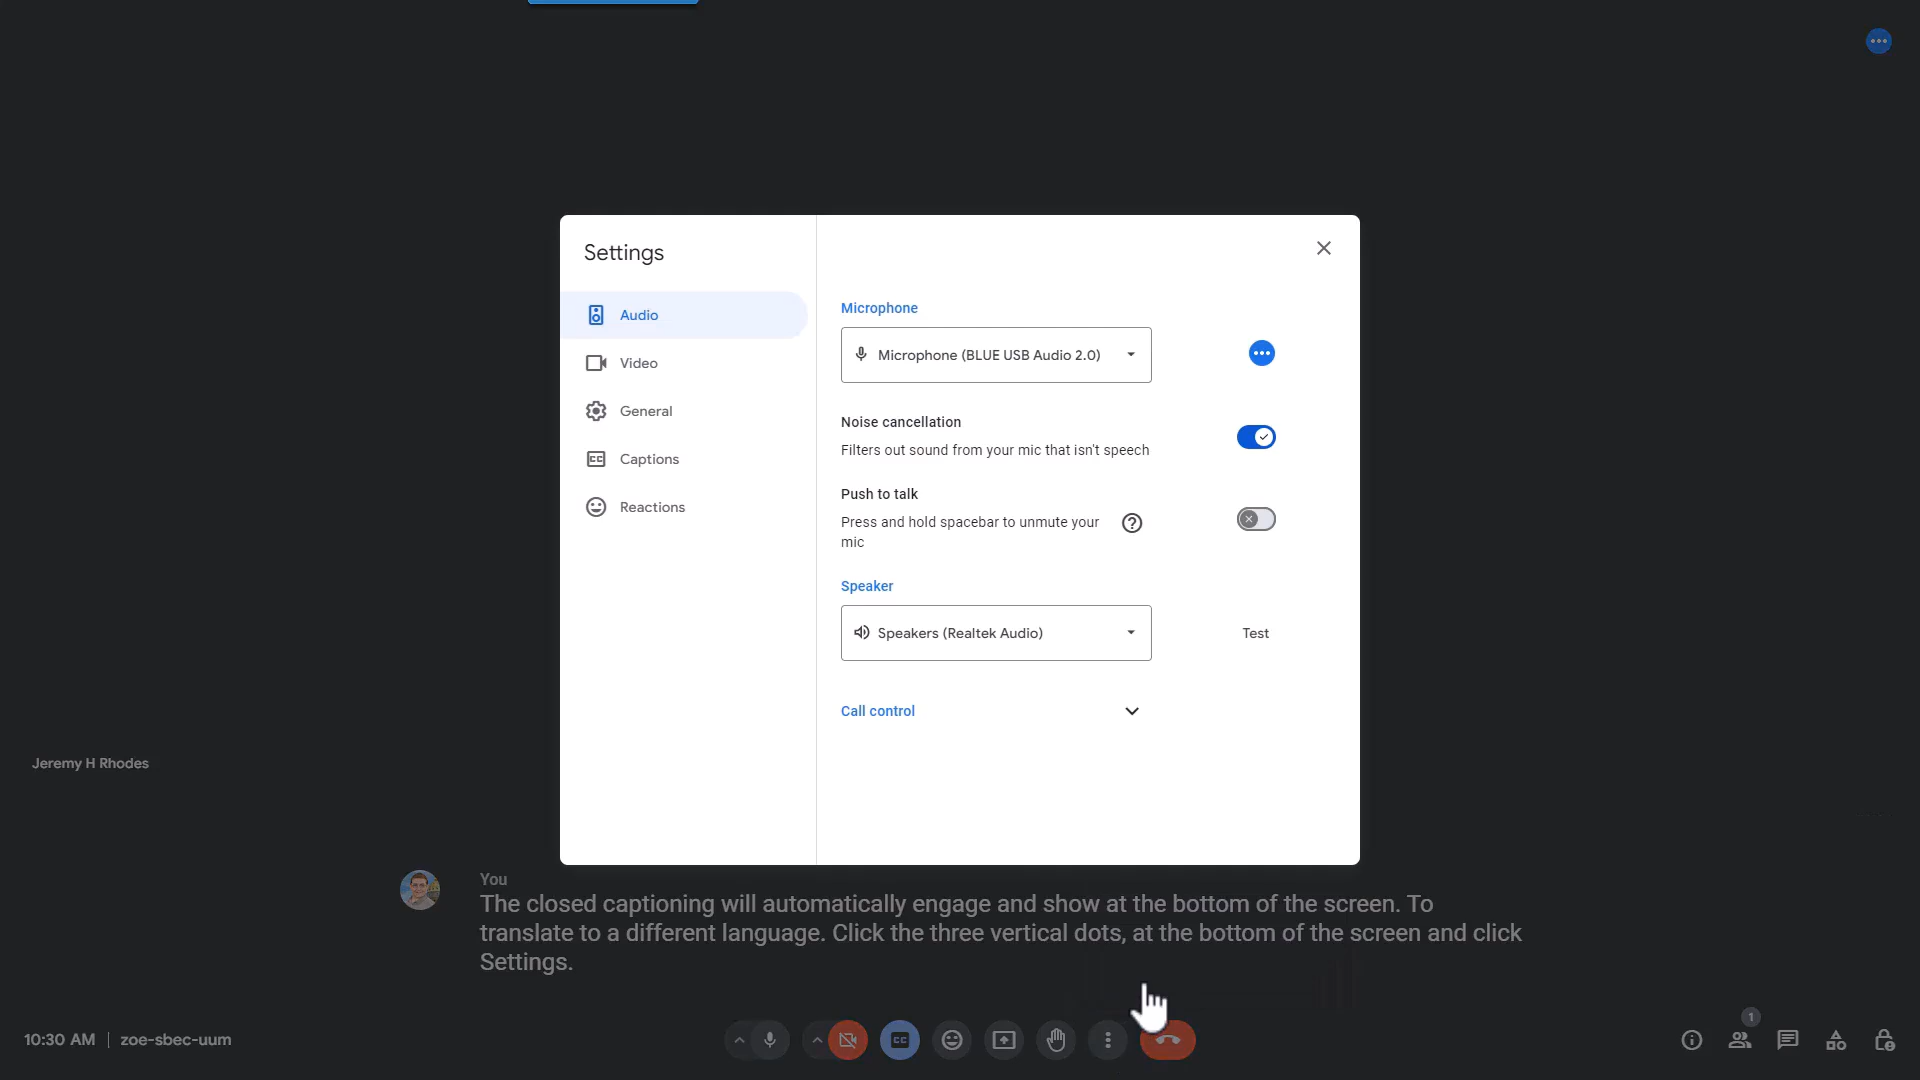 Settings
Audio
Video
General
Captions
Reactions
Microphone
Microphone (BLUE USB Audio 2.0)
Noise cancellation
Filters out sound from your mic that isn't speech
Push to talk
Press and hold spacebar to unmute your
mic
Speaker
Speakers (Realtek Audio)
Test
Call control
Jeremy H Rhodes
You
The closed captioning will automatically engage and show at the bottom of the screen. To
translate to a different language. Click the three vertical dots, at the bottom of the screen and click
Settings.
10:30 AM | zoe-sbec-uum
CC
1